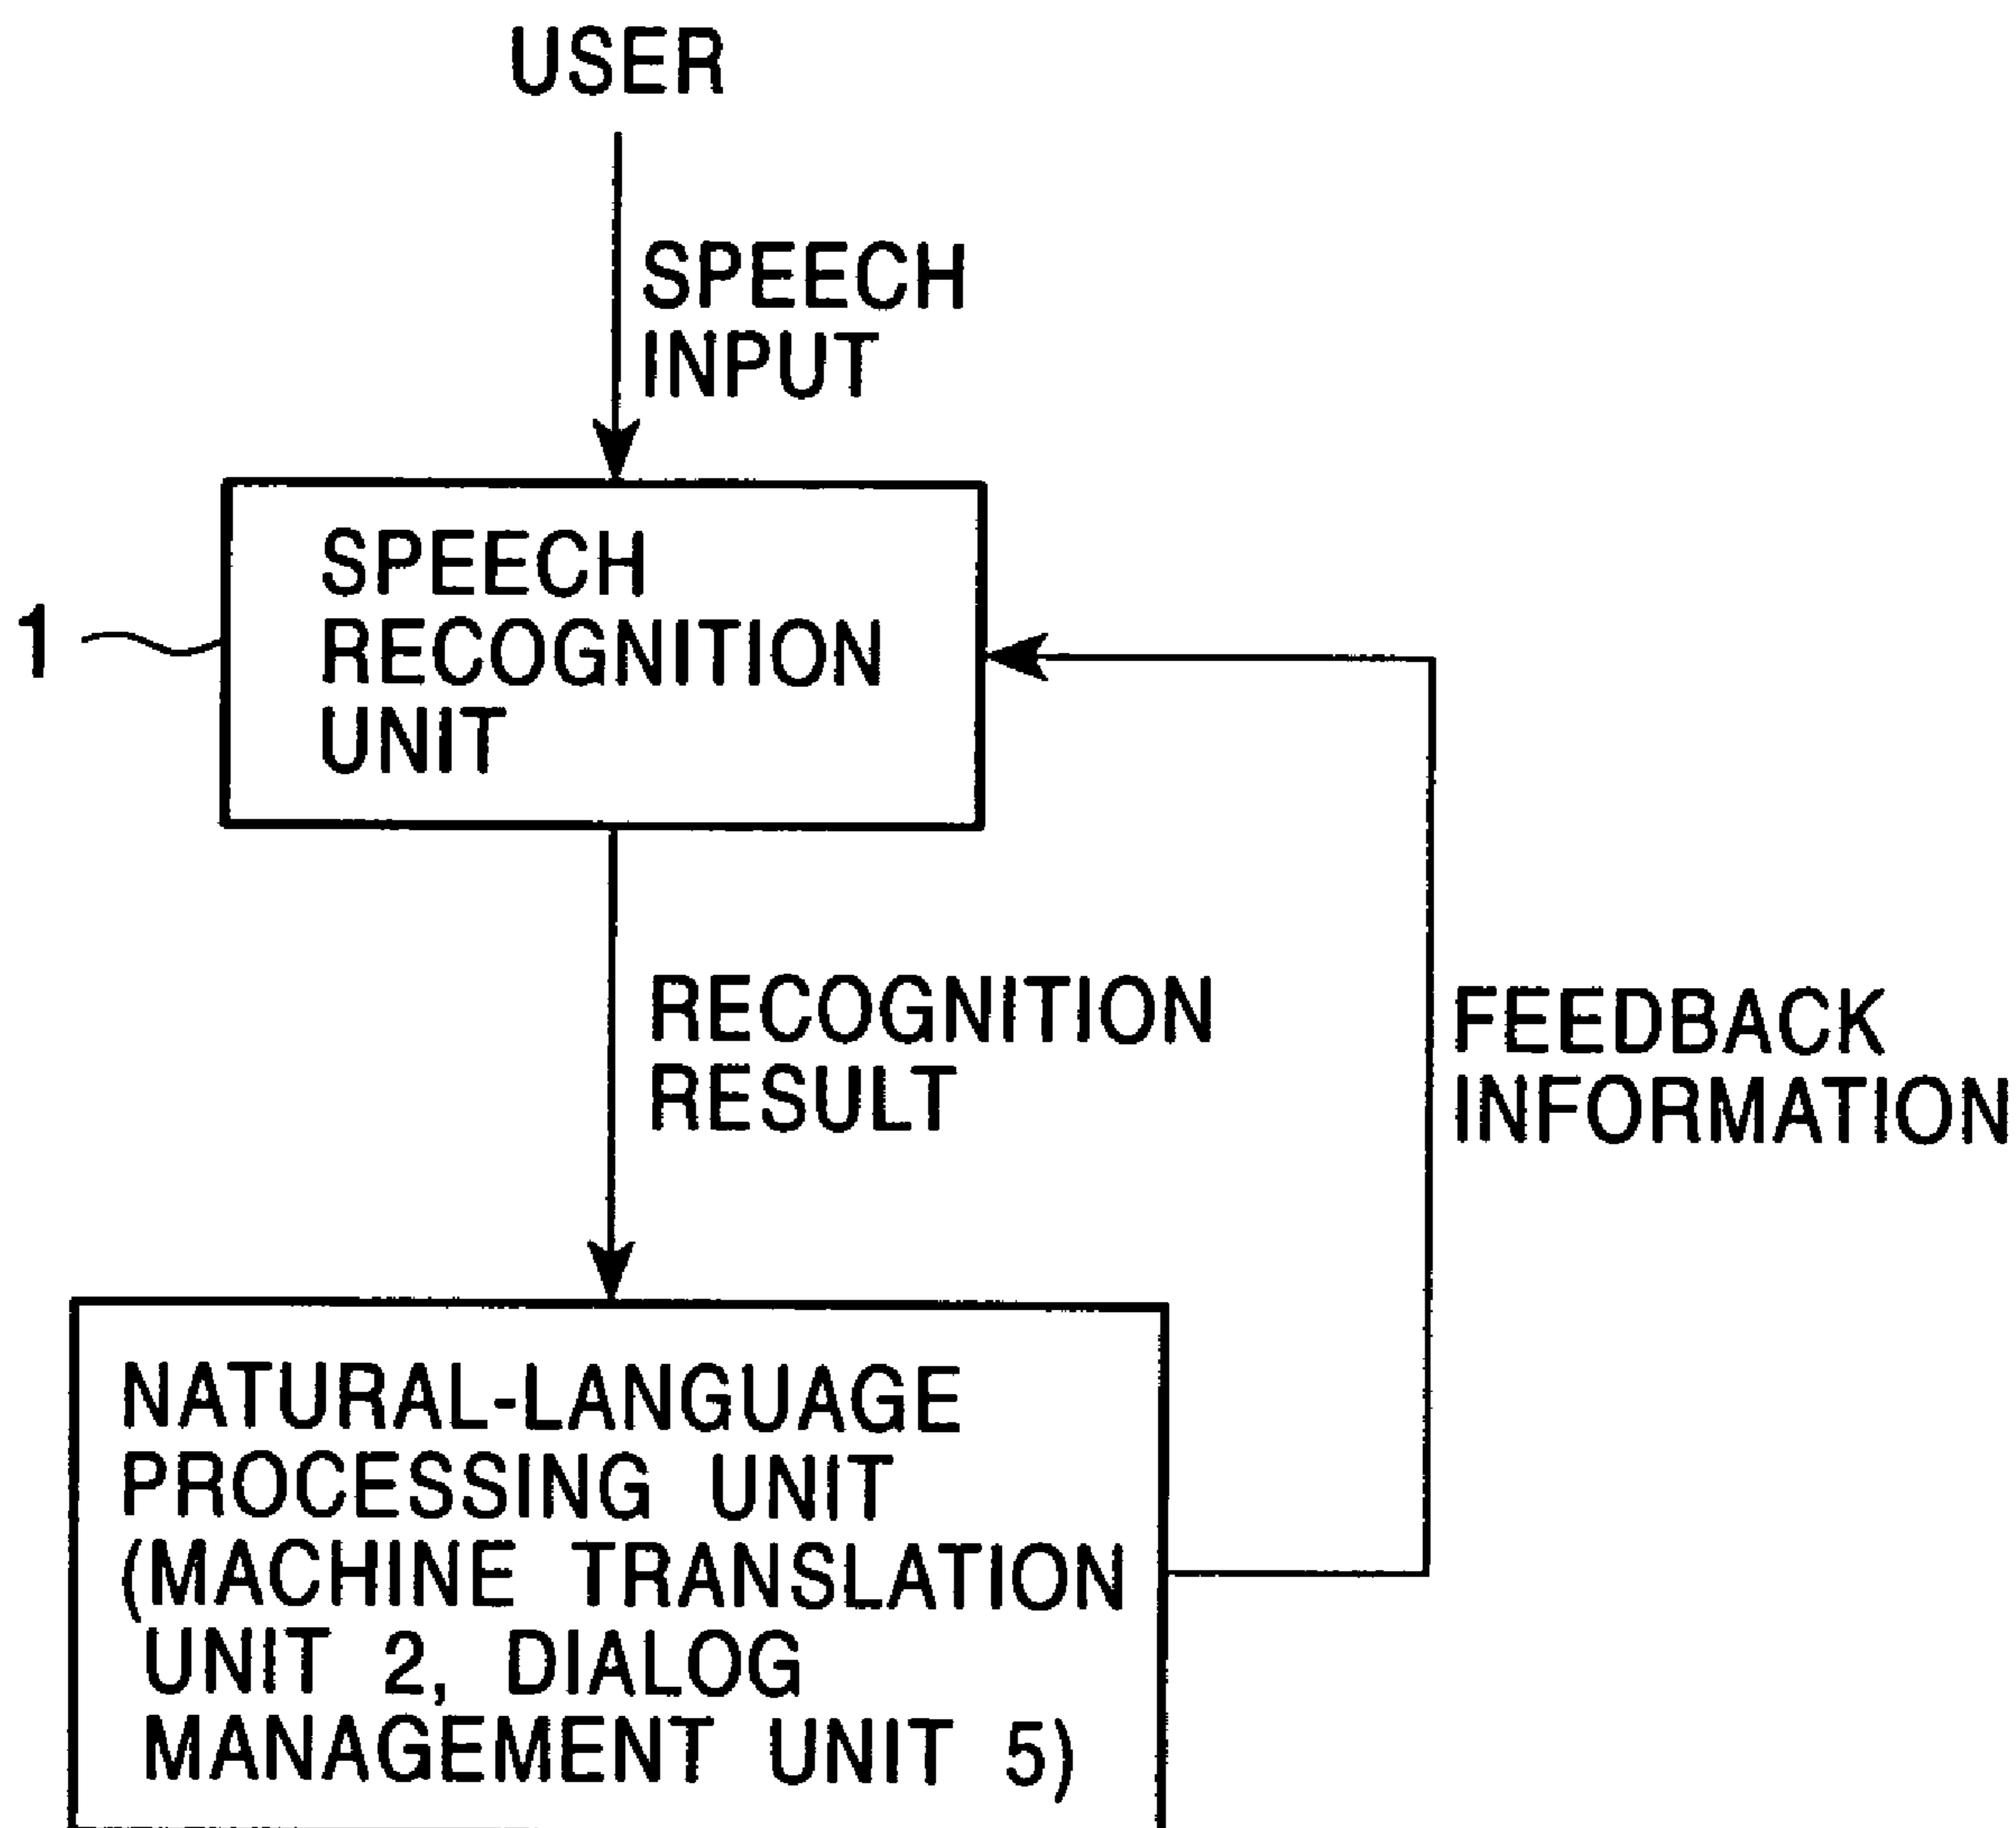 USER
SPEECH
INPUT
SPEECH
RECOGNITION
UNIT
1
RECOGNITION
RESULT
FEEDBACK
INFORMATION
NATURAL-LANGUAGE
PROCESSING UNIT
(MACHINE TRANSLATION
UNIT 2, DIALOG
MANAGEMENT UNIT 5)